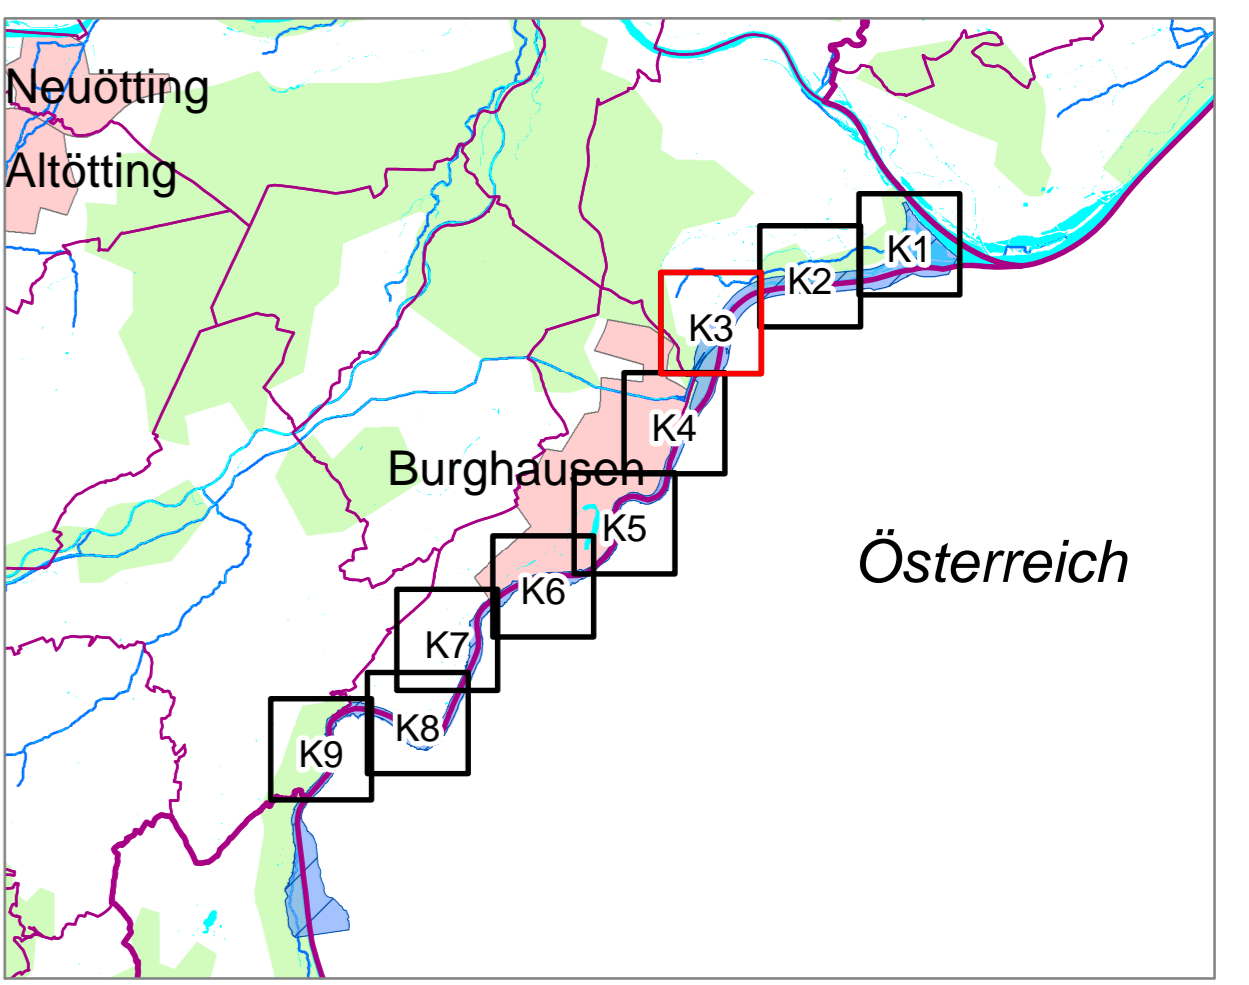 Neuötting
Altötting
K1
K2
K3
K4
Burghausen
K5
Österreich
K6
K7
K8
K9